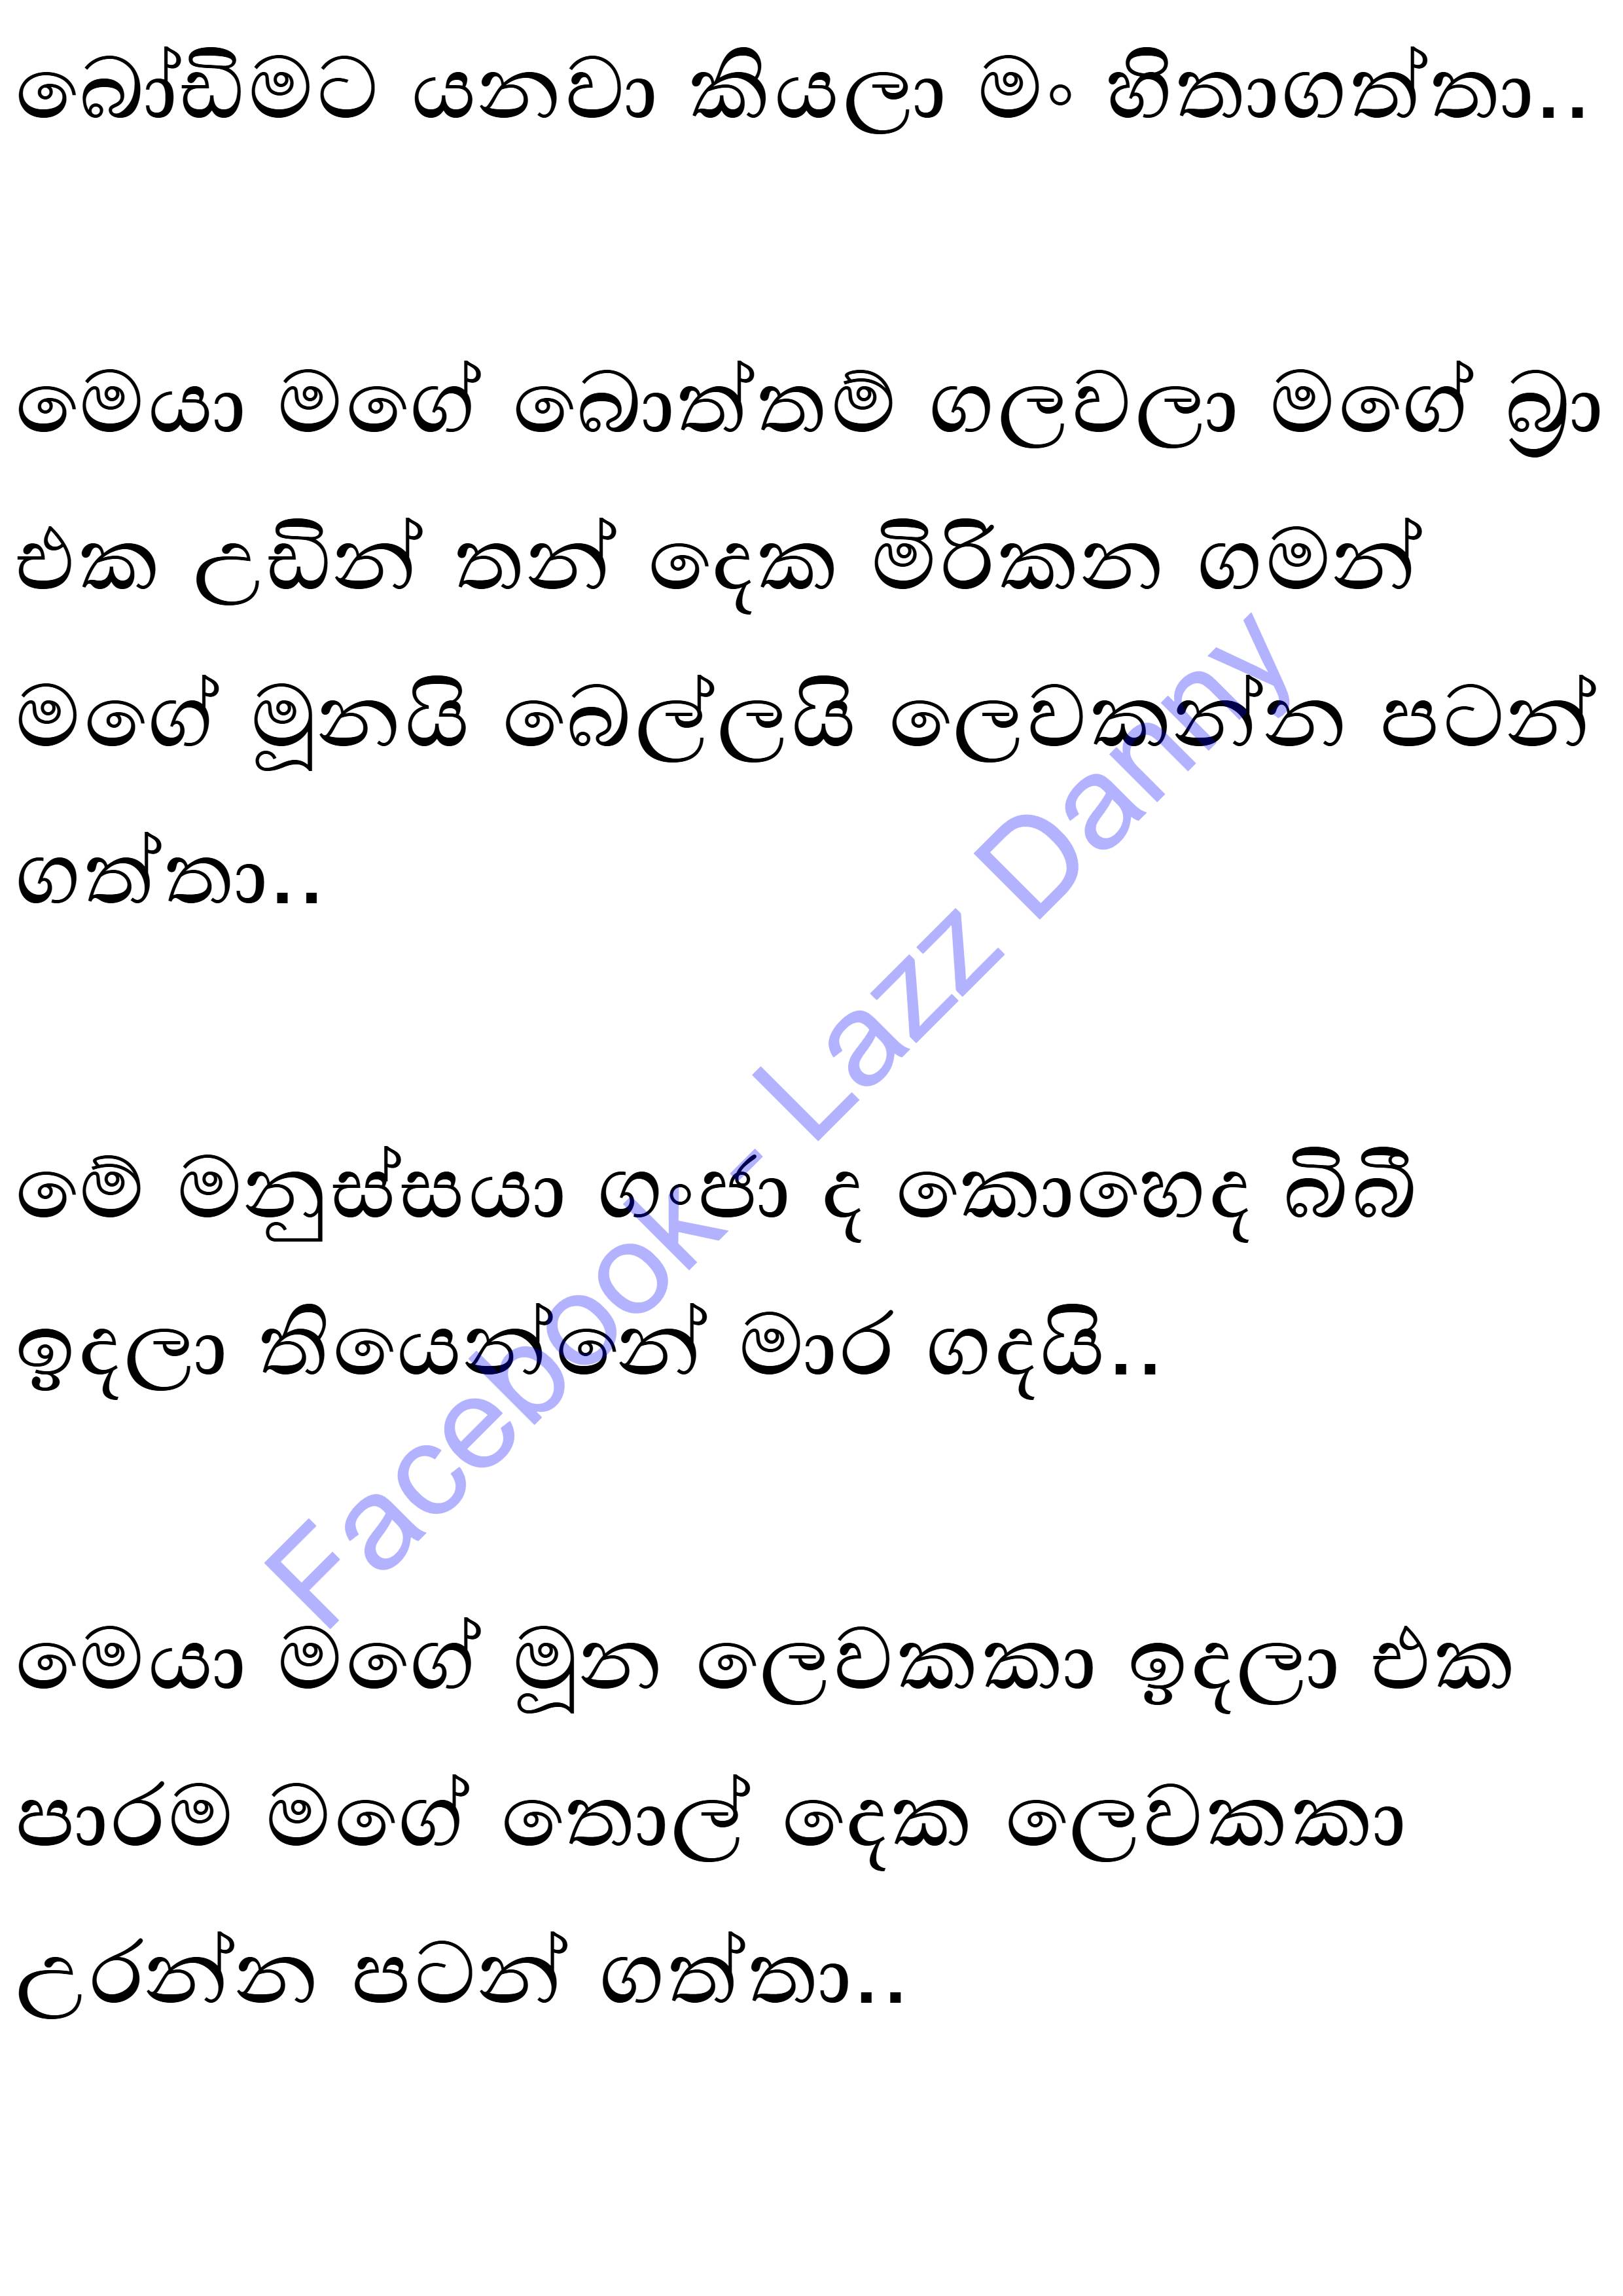 බෝඩිමට යනවා කියලා මං හිතාගත්තා..
මෙයා මගේ බොත්තම් ගලවලා මගේ බ්‍රා
එක උඩින් තන් දෙක මිරිකන ගමන්
මගේ මූනයි බෙල්ලයි ලෙවකන්න පටන්
ගත්තා..
මේ මනුස්සයා ගංජා ද කොහෙද බිබී
ඉදලා තියෙන්නේ මාර ගදයි..
මෙයා මගේ මූන ලෙවකකා ඉදලා එක
පාරම මගේ තොල් දෙක ලෙවකකා
උරන්න පටන් ගත්තා..
Facebook- Lazz Danny